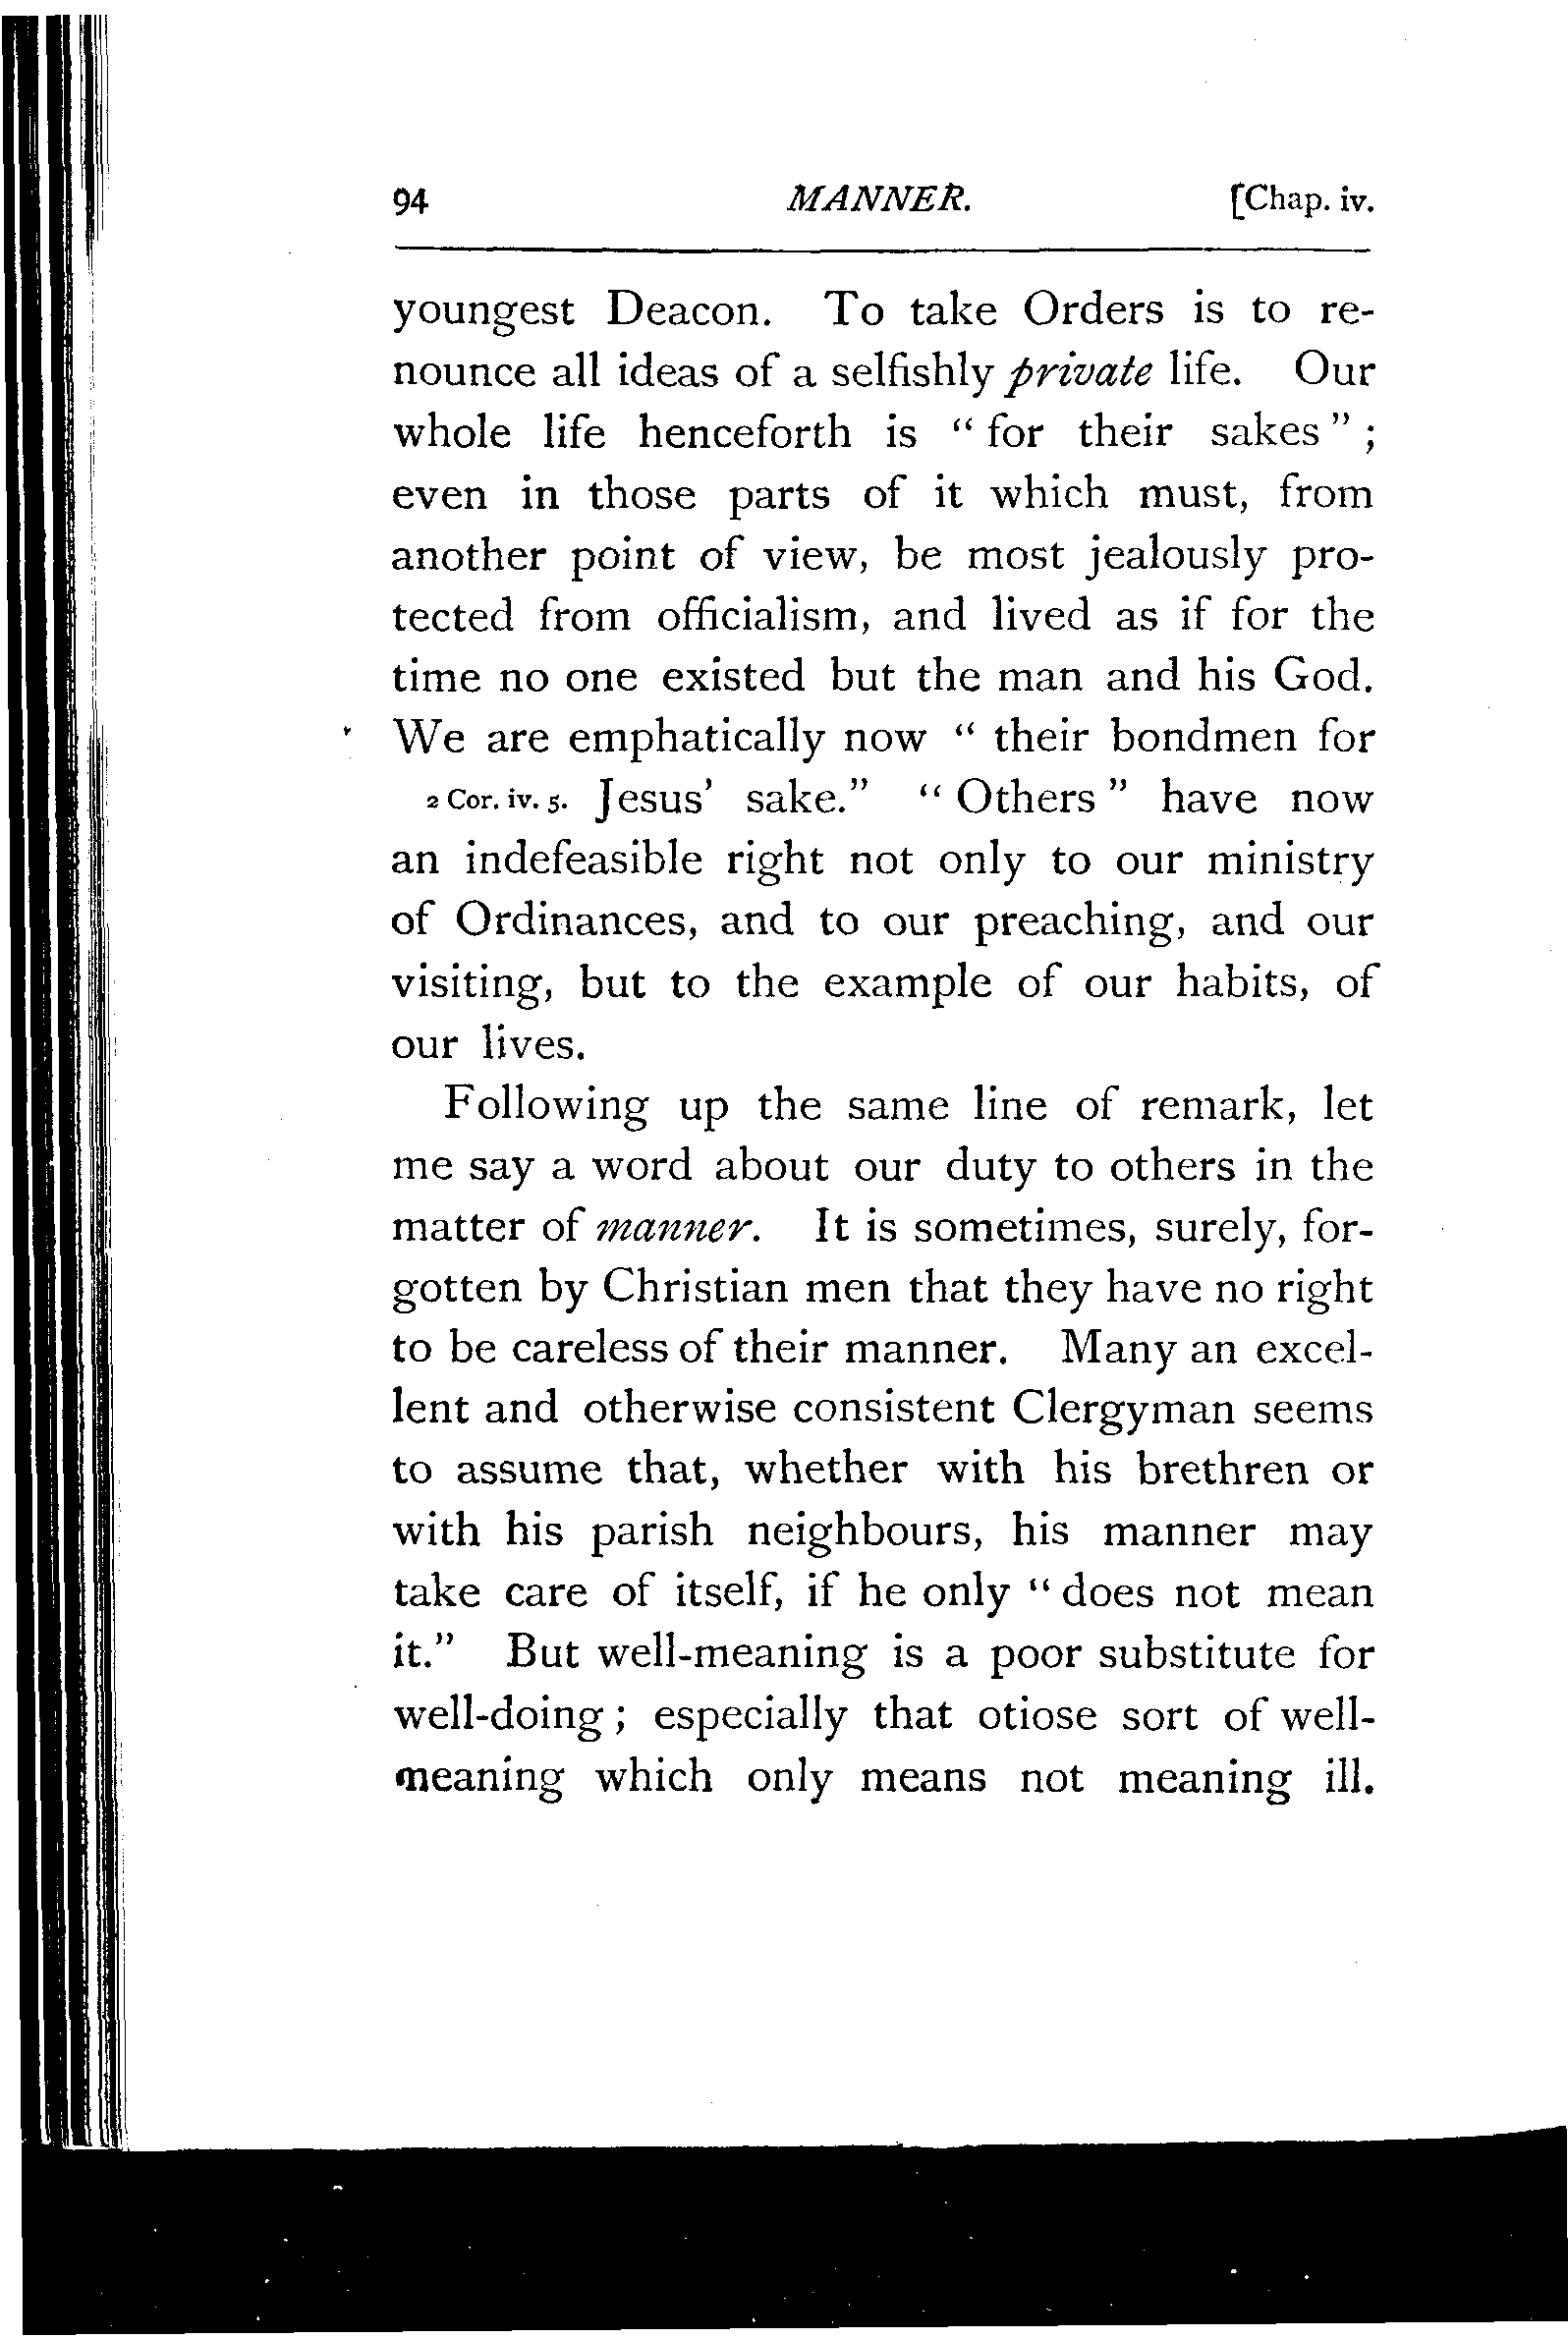 94 MANNER. [Chap. iv.
youngest Deacon. To take Orders is to re-
nounce all ideas of a selfishly private life. Our
whole life henceforth is “ for their sakes ” ;
even in those parts of it which must, from
another point of view, be most jealously pro-
tected from officialism, and lived as if for the
time no one existed but the man and his God.
We are emphatically now “ their bondmen for
2 Cor. iv. 5. Jesus’ sake.” “ Others ” have now
an indefeasible right not only to our ministry
of Ordinances, and to our preaching, and our
visiting, but to the example of our habits, of
our lives.
Following up the same line of remark, let
me say a word about our duty to others in the
matter of manner. It is sometimes, surely, for-
gotten by Christian men that they have no right
to be careless of their manner. Many an excel-
lent and otherwise consistent Clergyman seems
to assume that, whether with his brethren or
with his parish neighbours, his manner may
take care of itself, if he only “ does not mean
it.” But well-meaning is a poor substitute for
well-doing ; especially that otiose sort of well-
meaning which only means not meaning ill.